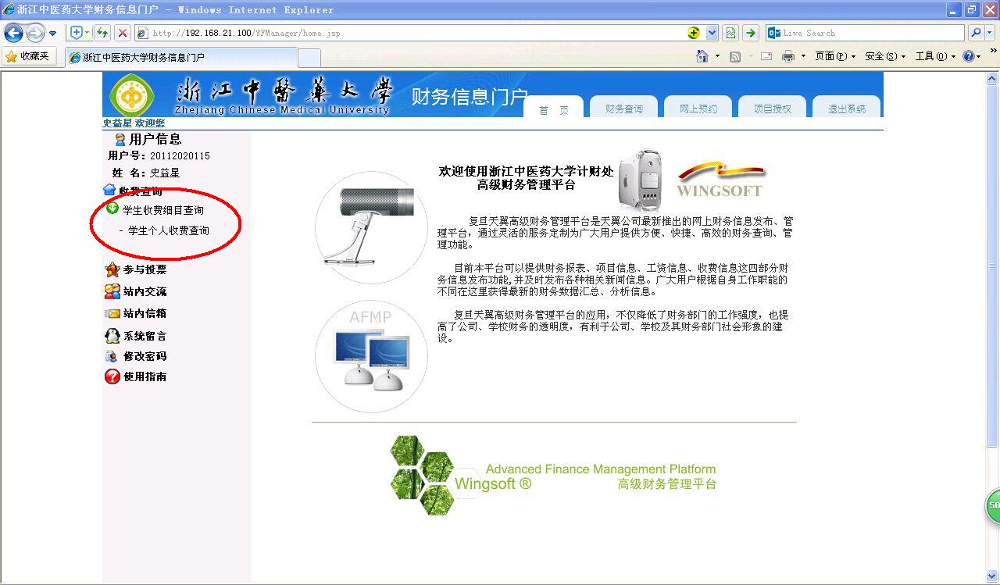 浙江中医药大学财务信息门户 - Windows Internet Explorer
http://192.168.21.100/WFManager/home.jsp
Live Search
收藏夹
浙江中医药大学财务信息门户
页面(P)
安全(S)
工具(O)
浙江中醫藥大學
Zhejiang Chinese Medical University
财务信息门户
首 页
财务查询
网上预约
项目授权
退出系统
史益星 欢迎您
用户信息
用户号：20112020115
姓 名：史益星
收费查询
学生收费细目查询
- 学生个人收费查询
参与投票
站内交流
站内信箱
系统留言
修改密码
使用指南
欢迎使用浙江中医药大学计财处
高级财务管理平台
WINGSOFT
复旦天翼高级财务管理平台是天翼公司最新推出的网上财务信息发布、管
理平台，通过灵活的服务定制为广大用户提供方便、快捷、高效的财务查询、管
理功能。
目前本平台可以提供财务报表、项目信息、工资信息、收费信息这四部分财
务信息发布功能,并及时发布各种相关新闻信息。广大用户根据自身工作职能的
不同在这里获得最新的财务数据汇总、分析信息。
AFMP
复旦天翼高级财务管理平台的应用，不仅降低了财务部门的工作强度，也提
高了公司、学校财务的透明度，有利于公司、学校及其财务部门社会形象的建
设。
Advanced Finance Management Platform
Wingsoft ®
高级财务管理平台
50